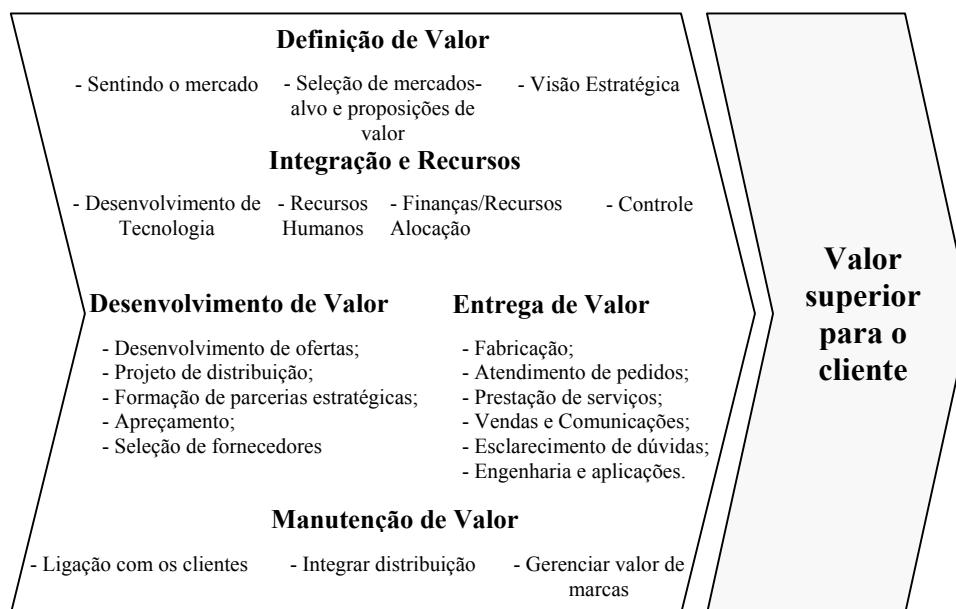 Definição de Valor
- Sentindo o mercado
- Seleção de mercados-
alvo e proposições de
valor
- Visão Estratégica
Integração e Recursos
- Desenvolvimento de
Tecnologia
- Recursos
Humanos
- Finanças/Recursos
Alocação
- Controle
Desenvolvimento de Valor
- Desenvolvimento de ofertas;
- Projeto de distribuição;
- Formação de parcerias estratégicas;
- Apreçamento;
- Seleção de fornecedores
Entrega de Valor
- Fabricação;
- Atendimento de pedidos;
- Prestação de serviços;
- Vendas e Comunicações;
- Esclarecimento de dúvidas;
- Engenharia e aplicações.
Manutenção de Valor
- Ligação com os clientes
- Integrar distribuição
- Gerenciar valor de
marcas
Valor
superior
para o
cliente